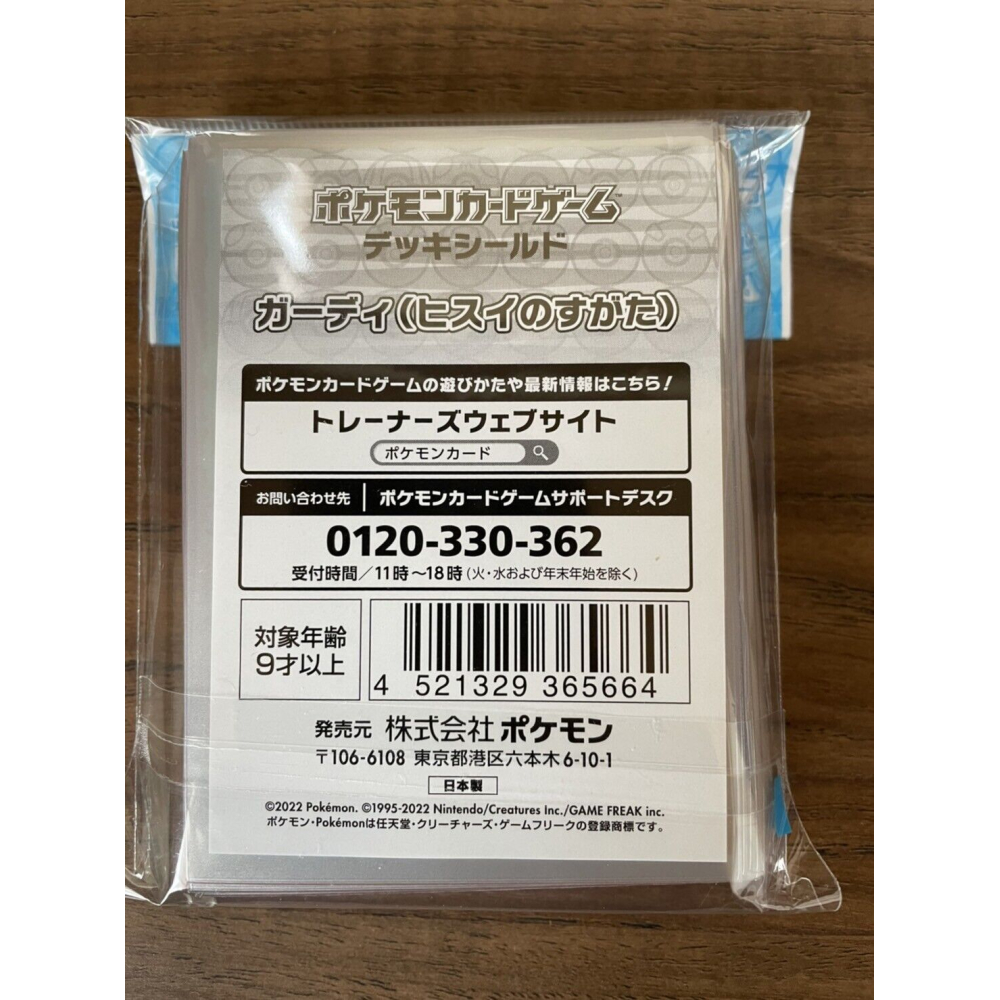 ポケモンカードゲーム™
デッキシールド
ガーディ(ヒスイのすがた)
ポケモンカードゲームの遊びかたや最新情報はこちら!
トレーナーズウェブサイト
ポケモンカード
お問い合わせ先 ポケモンカードゲームサポートデスク
0120-330-362
受付時間/11時〜18時(火・水および年末年始を除く)
対象年齢
9才以上
4 521329 365664
発売元 株式会社 ポケモン
〒106-6108 東京都港区六本木6-10-1
日本製
©2022 Pokémon. ©1995-2022 Nintendo/Creatures Inc./GAME FREAK inc.
ポケモン・Pokémonは任天堂・クリーチャーズ・ゲームフリークの登録商標です。